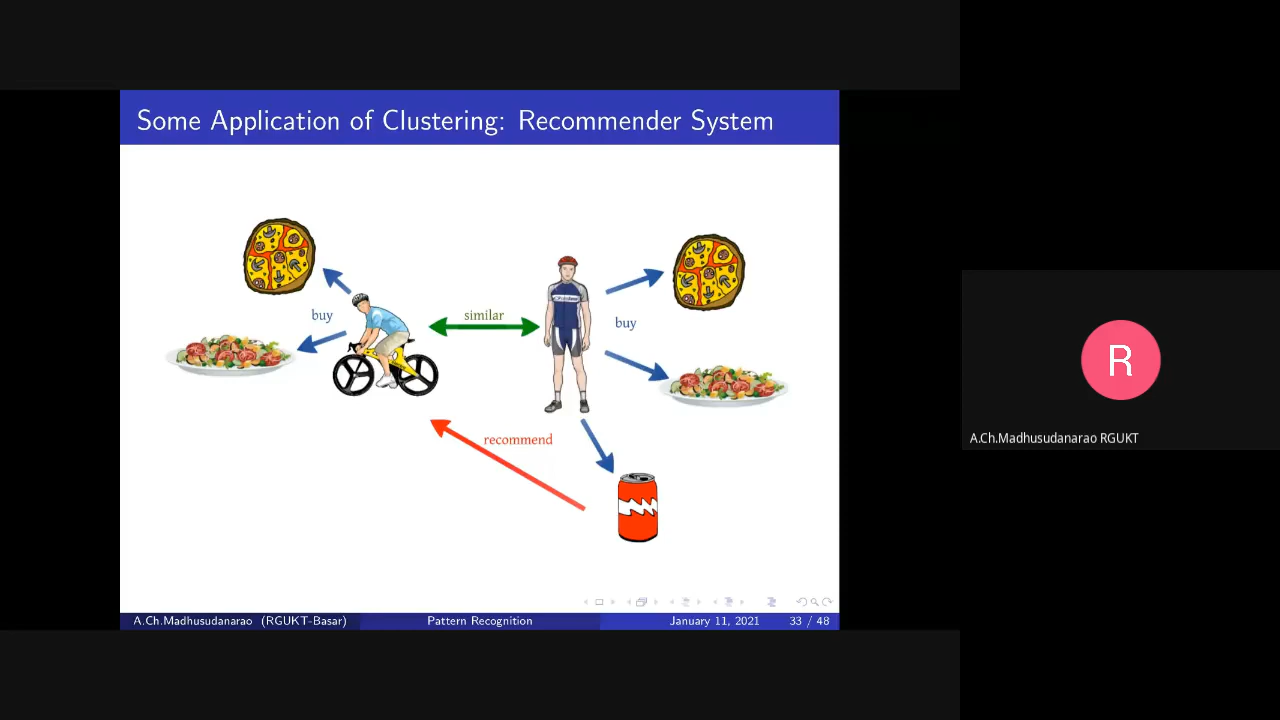 Some Application of Clustering: Recommender System
buy
similar
buy
recommend
R
A.Ch.Madhusudanarao RGUKT
A.Ch.Madhusudanarao (RGUKT-Basar)
Pattern Recognition
January 11, 2021
33 / 48